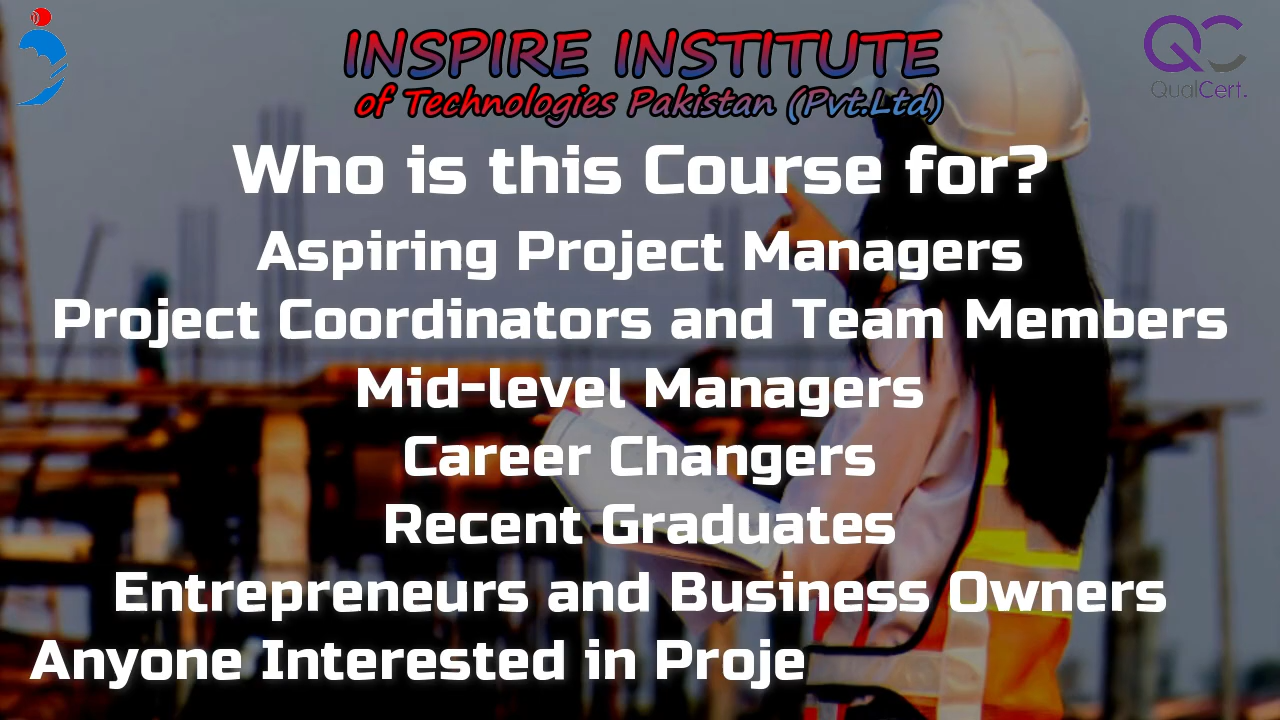 INSPIRE INSTITUTE
of Technologies Pakistan (Pvt.Ltd)
QC
QualCert.
Who is this Course for?
Aspiring Project Managers
Project Coordinators and Team Members
Mid-level Managers
Career Changers
Recent Graduates
Entrepreneurs and Business Owners
Anyone Interested in Proje